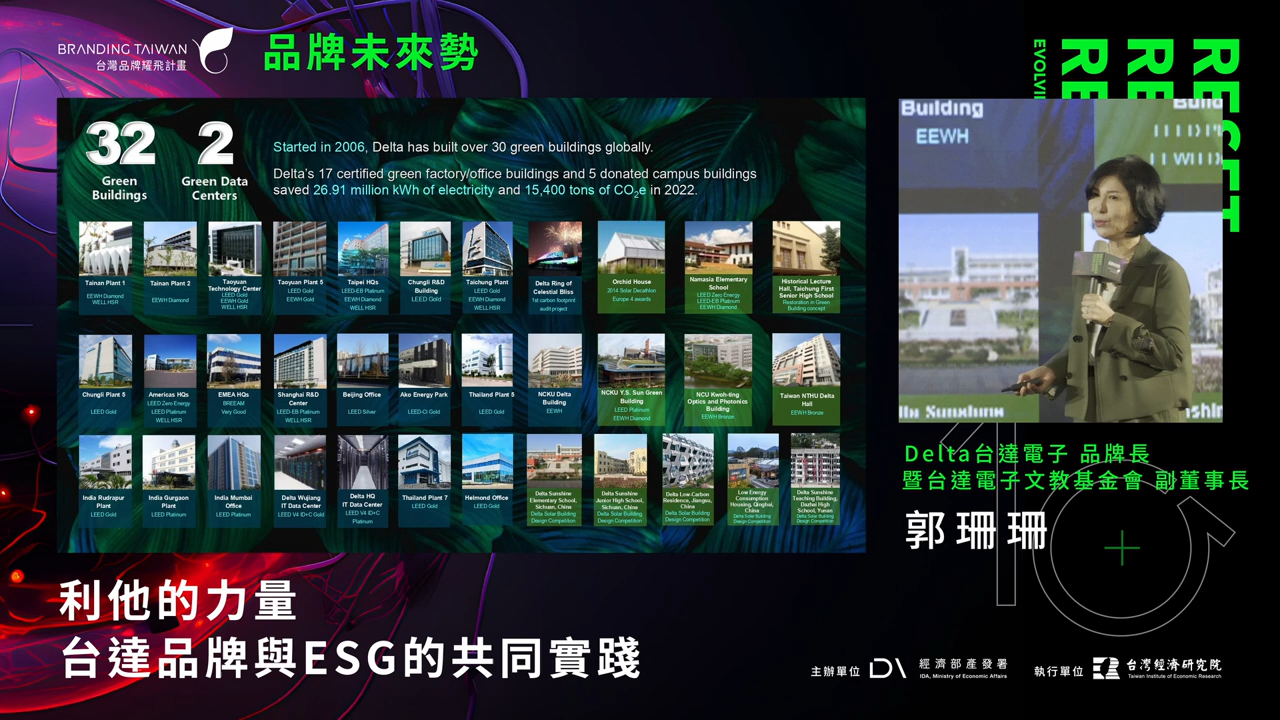 BRANDING TAIWAN
台灣品牌耀飛計畫
品牌未來勢
32
Green
Buildings
2
Green Data
Centers
Started in 2006, Delta has built over 30 green buildings globally.
Delta's 17 certified green factory/office buildings and 5 donated campus buildings
saved 26.91 million kWh of electricity and 15,400 tons of CO2e in 2022.
Tainan Plant 1
EEWH Diamond
WELL HSR
Tainan Plant 2
EEWH Diamond
Taoyuan
Technology Center
LEED Gold
EEWH Gold
WELL HSR
Taoyuan Plant 5
LEED Gold
EEWH Gold
Taipei HQs
LEED-EB Platinum
EEWH Diamond
WELL HSR
Chungli R&D
Building
LEED Gold
Taichung Plant
LEED Gold
EEWH Diamond
WELL HSR
Delta Ring of
Celestial Bliss
1st carbon footprint
audit project
Orchid House
2014 Solar Decathlon
Europe 4 awards
Namasia Elementary
School
LEED Zero Energy
LEED-EB Platinum
EEWH Diamond
Historical Lecture
Hall, Taichung First
Senior High School
Restoration in Green
Building concept
Chungli Plant 5
LEED Gold
Americas HQs
LEED Zero Energy
LEED Platinum
WELL HSR
EMEA HQs
BREEAM
Very Good
Shanghai R&D
Center
LEED-EB Platinum
WELL HSR
Beijing Office
LEED Silver
Ako Energy Park
LEED-CI Gold
Thailand Plant 5
LEED Gold
NCKU Delta
Building
EEWH
NCKU Y.S. Sun Green
Building
LEED Platinum
EEWH Diamond
NCU Kwoh-ting
Optics and Photonics
Building
EEWH Bronze
Taiwan NTHU Delta
Hall
EEWH Bronze
India Rudrapur
Plant
LEED Gold
India Gurgaon
Plant
LEED Platinum
India Mumbai
Office
LEED Platinum
Delta Wujiang
IT Data Center
LEED V4 ID+C Gold
Delta HQ
IT Data Center
LEED V4 ID+C
Platinum
Thailand Plant 7
LEED Gold
Helmond Office
LEED Platinum
Delta Sunshine
Elementary School,
Sichuan, China
Delta Solar Building
Design Competition
Delta Sunshine
Junior High School,
Sichuan, China
Delta Solar Building
Design Competition
Delta Low-Carbon
Residence, Jiangsu,
China
Delta Solar Building
Design Competition
Low Energy
Consumption
Housing, Qinghai,
China
Delta Solar Building
Design Competition
Delta Sunshine
Teaching Building,
Dazhai High
School, Yunan
Delta Solar Building
Design Competition
Building
EEWH
Delta電子 品牌長
暨台達電子文教基金會 副董事長
郭珊珊
利他的力量
台達品牌與ESG的共同實踐
主辦單位
經濟部產發署
IDA, Ministry of Economic Affairs
執行單位
台灣經濟研究院
Taiwan Institute of Economic Research